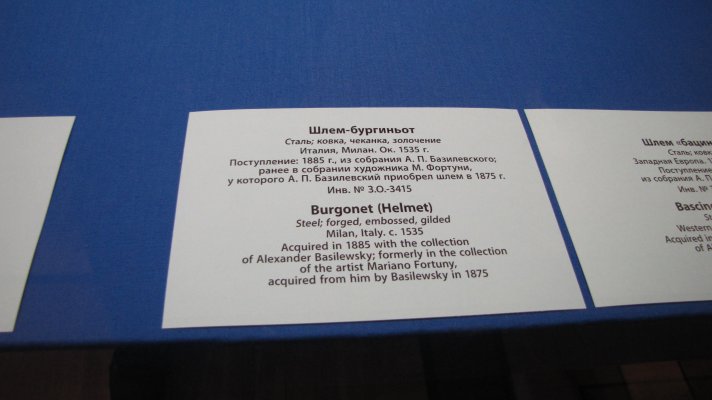 Шлем-бургиньот
Сталь; ковка, чеканка, золочение
Италия, Милан. Ок. 1535 г.
Поступление: 1885 г., из собрания А. П. Базилевского;
ранее в собрании художника М. Фортуни,
у которого А. П. Базилевский приобрел шлем в 1875 г.
Инв. № З.О.-3415
Burgonet (Helmet)
Steel; forged, embossed, gilded
Milan, Italy. c. 1535
Acquired in 1885 with the collection
of Alexander Basilewsky; formerly in the collection
of the artist Mariano Fortuny,
acquired from him by Basilewsky in 1875
Шлем
Сталь;
Западная Европа.
из собрания А. П.
Инв. №
Western
Acquired in
of